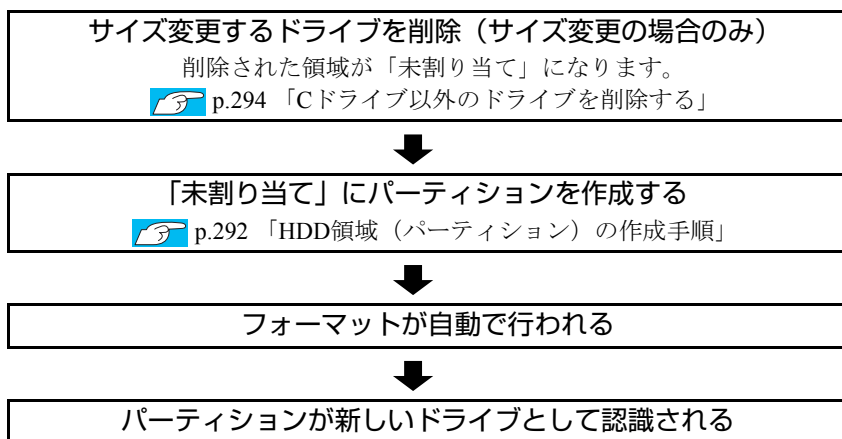 サイズ変更するドライブを削除（サイズ変更の場合のみ）
削除された領域が「未割り当て」になります。
p.294 「Cドライブ以外のドライブを削除する」
「未割り当て」にパーティションを作成する
p.292 「HDD領域（パーティション）の作成手順」
フォーマットが自動で行われる
パーティションが新しいドライブとして認識される